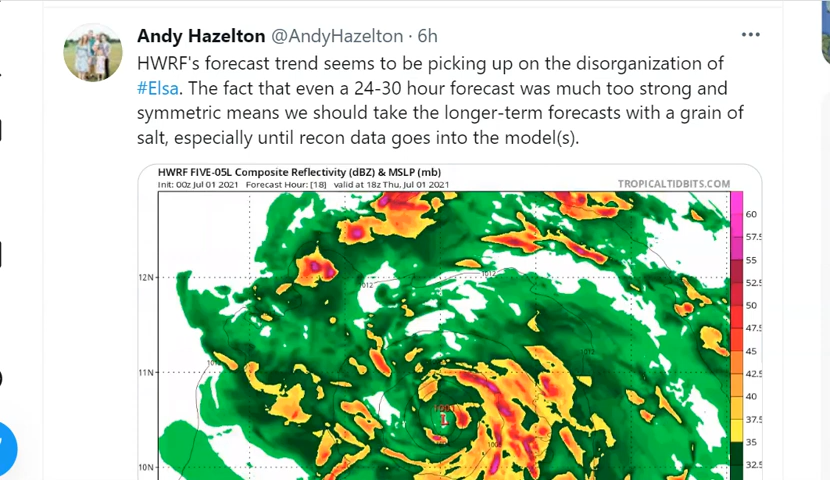 Andy Hazelton @AndyHazelton · 6h
HWRF's forecast trend seems to be picking up on the disorganization of
#Elsa. The fact that even a 24-30 hour forecast was much too strong and
symmetric means we should take the longer-term forecasts with a grain of
salt, especially until recon data goes into the model(s).
HWRF FIVE-05L Composite Reflectivity (dBZ) & MSLP (mb)
Init: 00z Jul 01 2021 Forecast Hour: [18] valid at 18z Thu, Jul 01 2021
TROPICALTIDBITS.COM
60
57.5
55
52.5
50
47.5
45
42.5
40
37.5
35
32.5
12N
11N
10N
1012
1012
1012
L